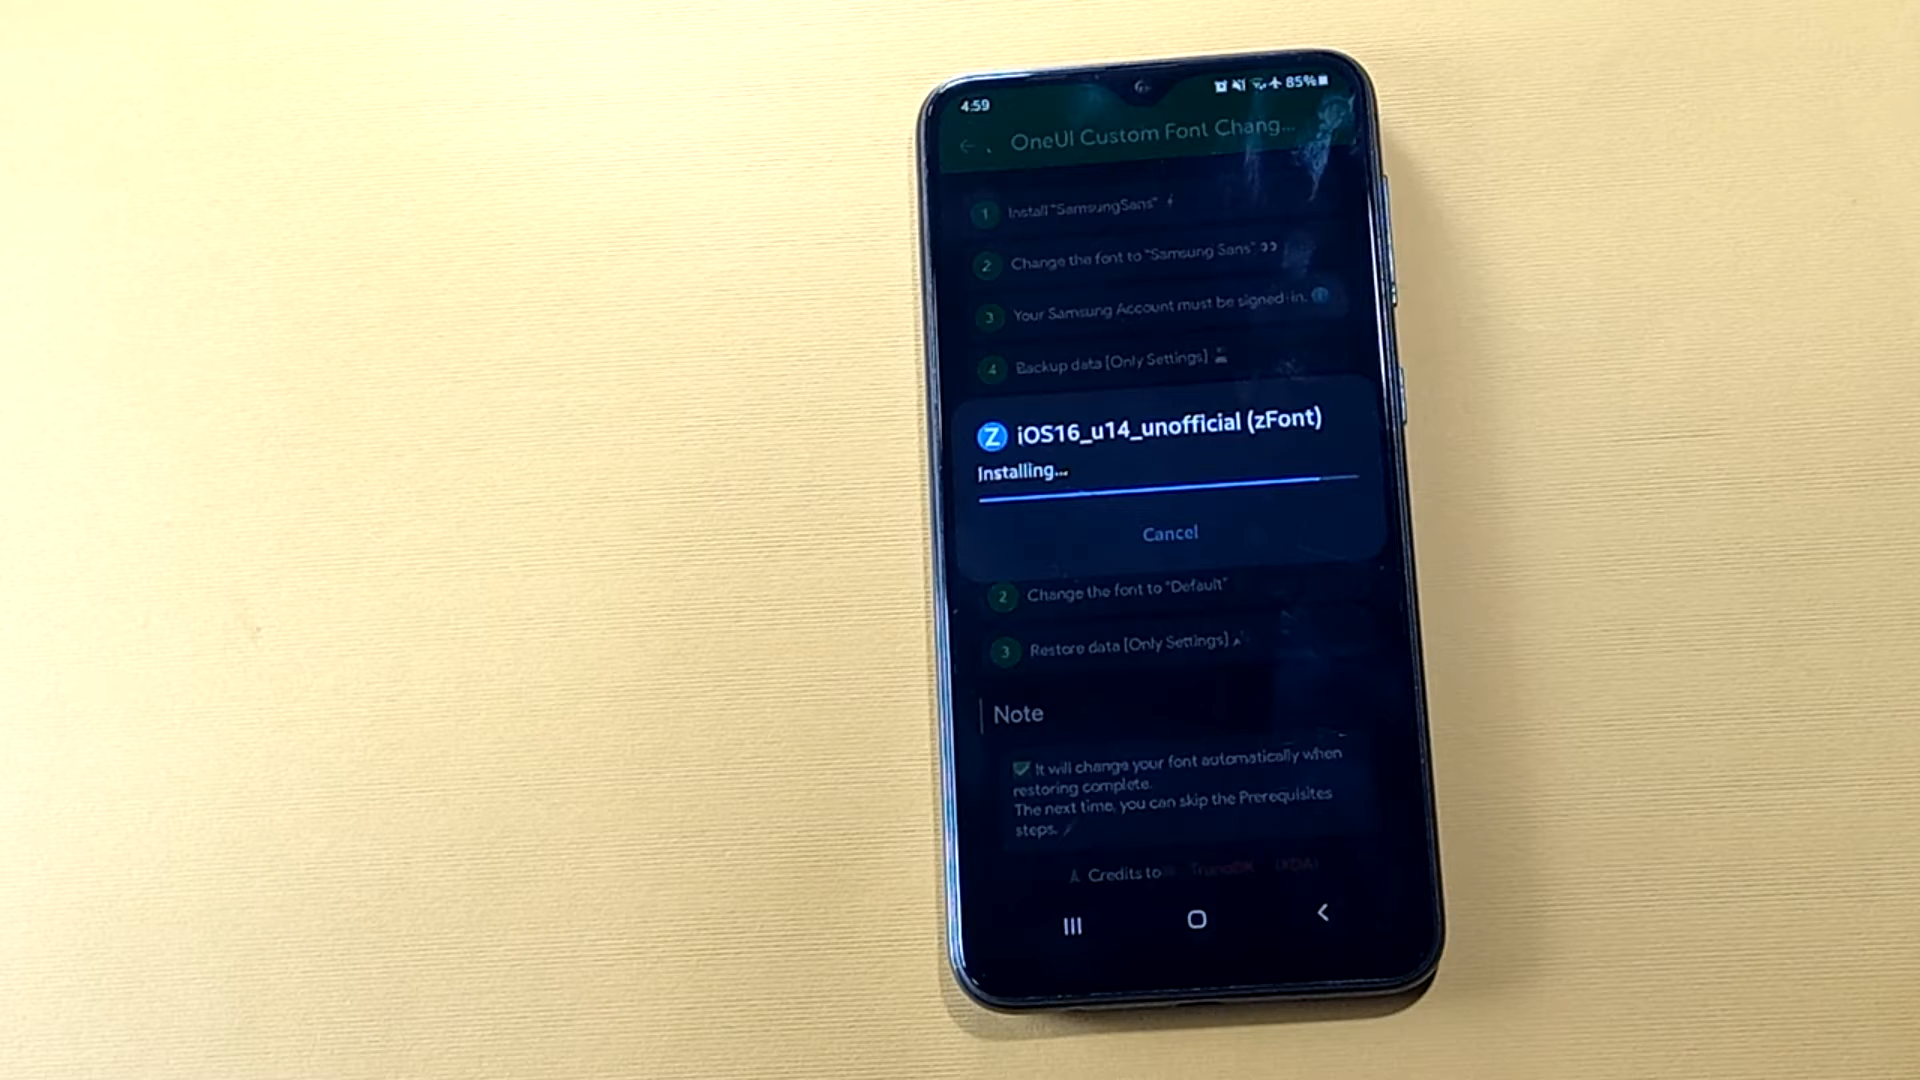 4:59
85%
OneUI Custom Font Chang...
1 Install "SamsungSans"
2 Change the font to "Samsung Sans"
3 Your Samsung Account must be signed-in.
4 Backup data [Only Settings]
Z iOS16_u14_unofficial (zFont)
Installing...
Cancel
2 Change the font to "Default"
3 Restore data [Only Settings]
Note
It will change your font automatically when
restoring complete.
The next time, you can skip the Prerequisites
steps.
Credits to